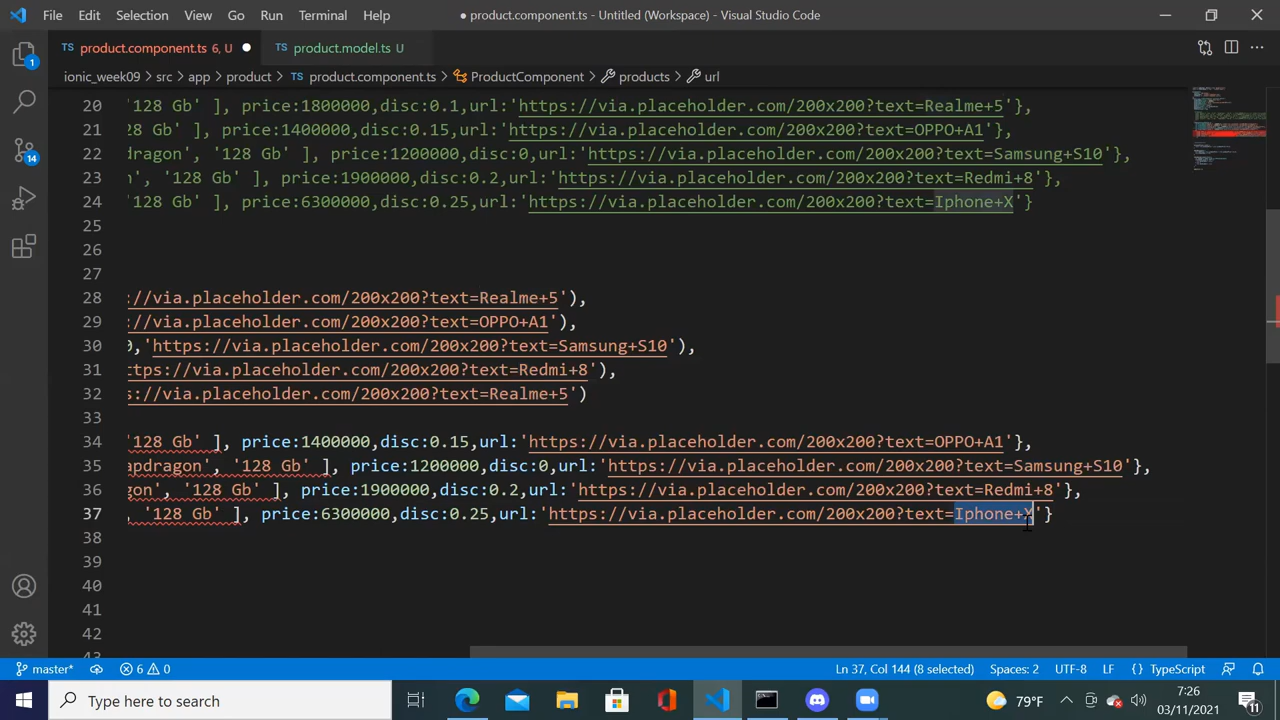 File Edit Selection View Go Run Terminal Help ● product.component.ts - Untitled (Workspace) - Visual Studio Code
TS product.component.ts 6, U ● TS product.model.ts U
ionic_week09 > src > app > product > TS product.component.ts > ProductComponent > products > url
20 '128 Gb' ], price:1800000,disc:0.1,url:'https://via.placeholder.com/200x200?text=Realme+5'},
21 28 Gb' ], price:1400000,disc:0.15,url:'https://via.placeholder.com/200x200?text=OPPO+A1'},
22 dragon', '128 Gb' ], price:1200000,disc:0,url:'https://via.placeholder.com/200x200?text=Samsung+S10'},
23 n', '128 Gb' ], price:1900000,disc:0.2,url:'https://via.placeholder.com/200x200?text=Redmi+8'},
24 '128 Gb' ], price:6300000,disc:0.25,url:'https://via.placeholder.com/200x200?text=Iphone+X'}
25
26
27
28 ://via.placeholder.com/200x200?text=Realme+5'),
29 ://via.placeholder.com/200x200?text=OPPO+A1'),
30 0,'https://via.placeholder.com/200x200?text=Samsung+S10'),
31 ttps://via.placeholder.com/200x200?text=Redmi+8'),
32 s://via.placeholder.com/200x200?text=Realme+5')
33
34 '128 Gb' ], price:1400000,disc:0.15,url:'https://via.placeholder.com/200x200?text=OPPO+A1'},
35 apdragon', '128 Gb' ], price:1200000,disc:0,url:'https://via.placeholder.com/200x200?text=Samsung+S10'},
36 gon', '128 Gb' ], price:1900000,disc:0.2,url:'https://via.placeholder.com/200x200?text=Redmi+8'},
37 , '128 Gb' ], price:6300000,disc:0.25,url:'https://via.placeholder.com/200x200?text=Iphone+X'}
38
39
40
41
42
43
master* 6 0 Ln 37, Col 144 (8 selected) Spaces: 2 UTF-8 LF {} TypeScript
Type here to search 79°F 7:26
03/11/2021 11
1
14